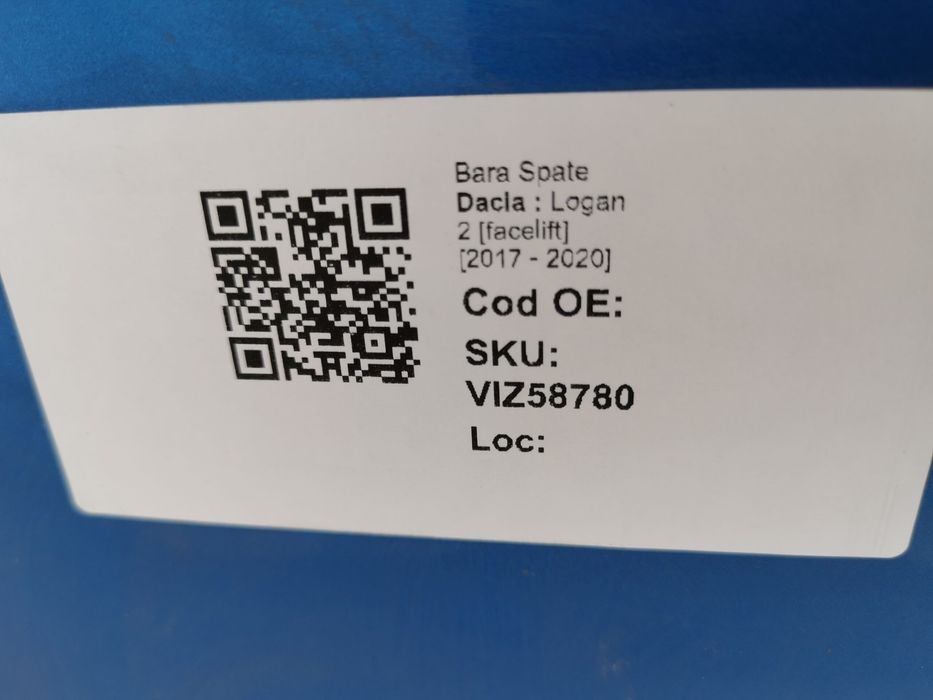 Bara Spate
Dacia : Logan
2 [facelift]
[2017 - 2020]
Cod OE:
SKU:
VIZ58780
Loc: